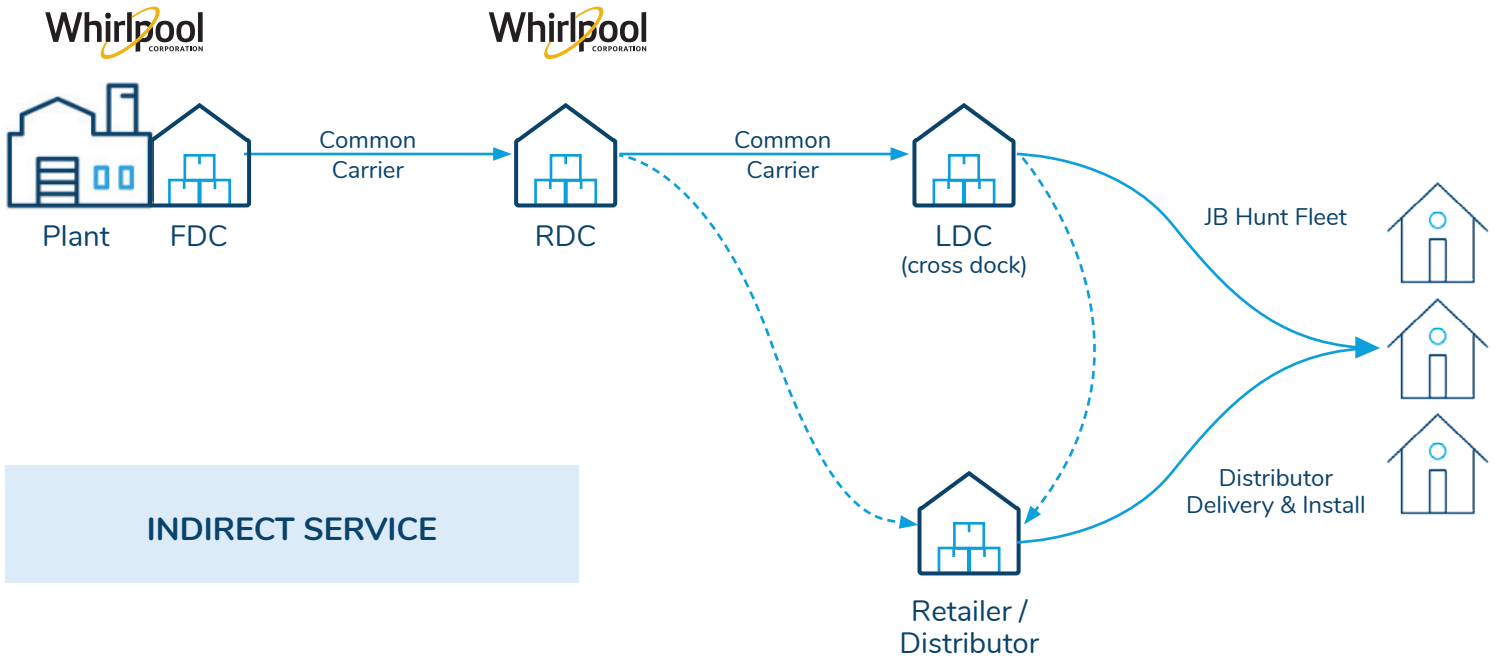 Whirlpool
CORPORATION
Whirlpool
CORPORATION
Common
Carrier
Common
Carrier
Plant
FDC
RDC
LDC
(cross dock)
JB Hunt Fleet
INDIRECT SERVICE
Distributor
Delivery & Install
Retailer /
Distributor